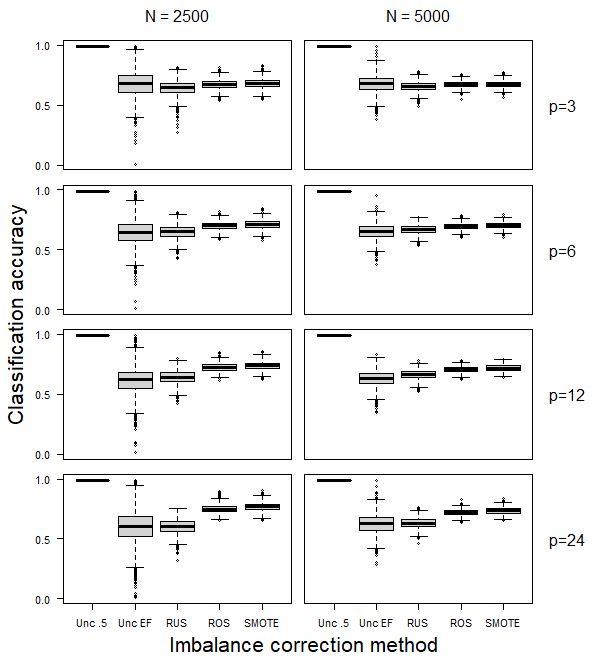 N = 2500 N = 5000
1.0
0.5
0.0
p=3
1.0
0.5
0.0
p=6
1.0
0.5
0.0
p=12
1.0
0.5
0.0
p=24
Classification accuracy
Unc .5 Unc EF RUS ROS SMOTE Unc .5 Unc EF RUS ROS SMOTE
Imbalance correction method